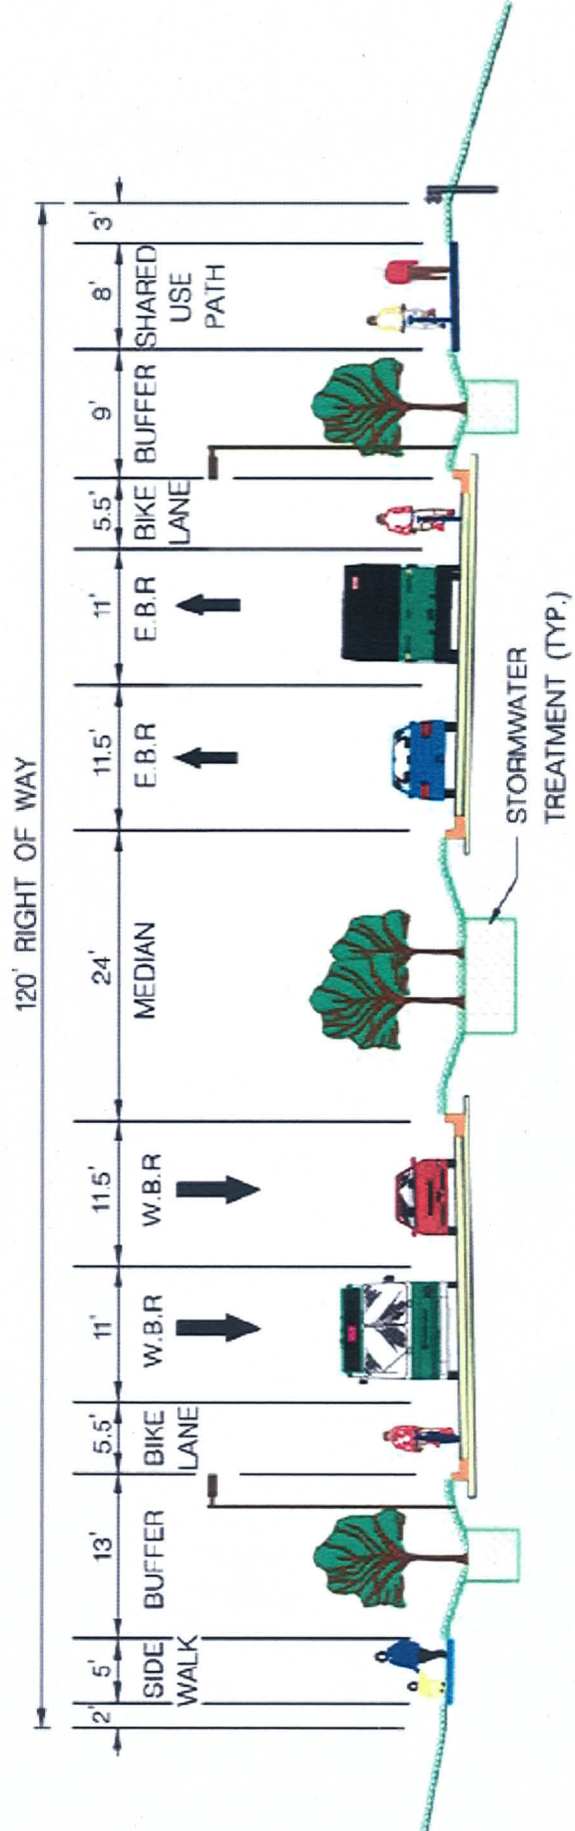 120' RIGHT OF WAY
2'
5'
SIDE
WALK
13'
BUFFER
5.5'
BIKE
LANE
11'
W.B.R
11.5'
W.B.R
24'
MEDIAN
11.5'
E.B.R
11'
E.B.R
5.5'
BIKE
LANE
9'
BUFFER
8'
SHARED
USE
PATH
3'
STORMWATER
TREATMENT (TYP.)